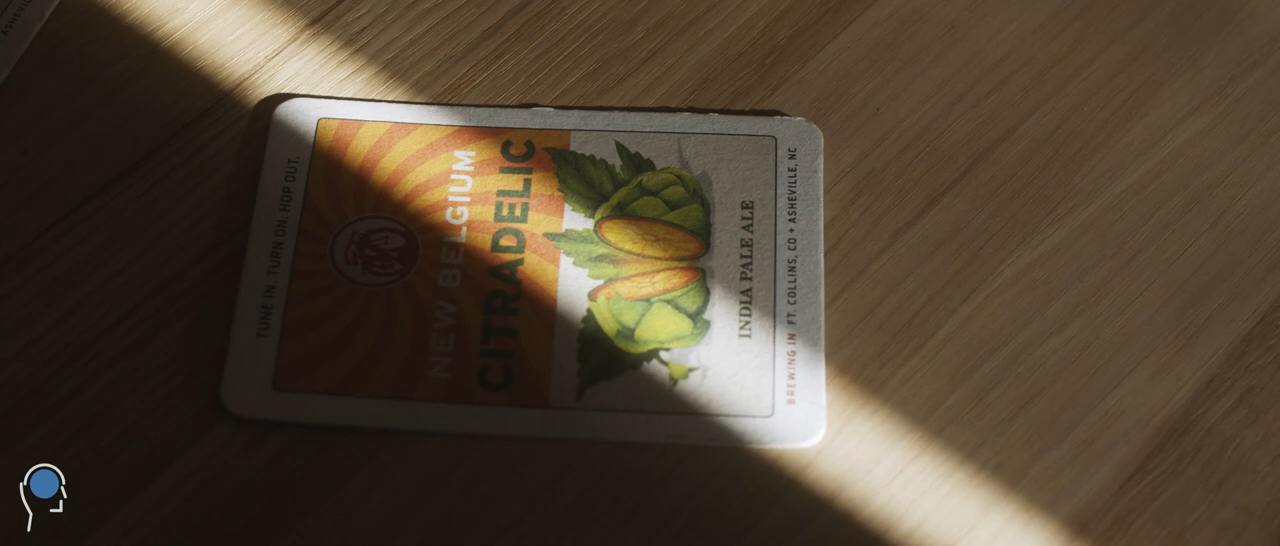 TUNE IN. TURN ON. HOP OUT.
NEW BELGIUM
CITRADELIC
INDIA PALE ALE
BREWING IN FT. COLLINS, CO + ASHEVILLE, NC